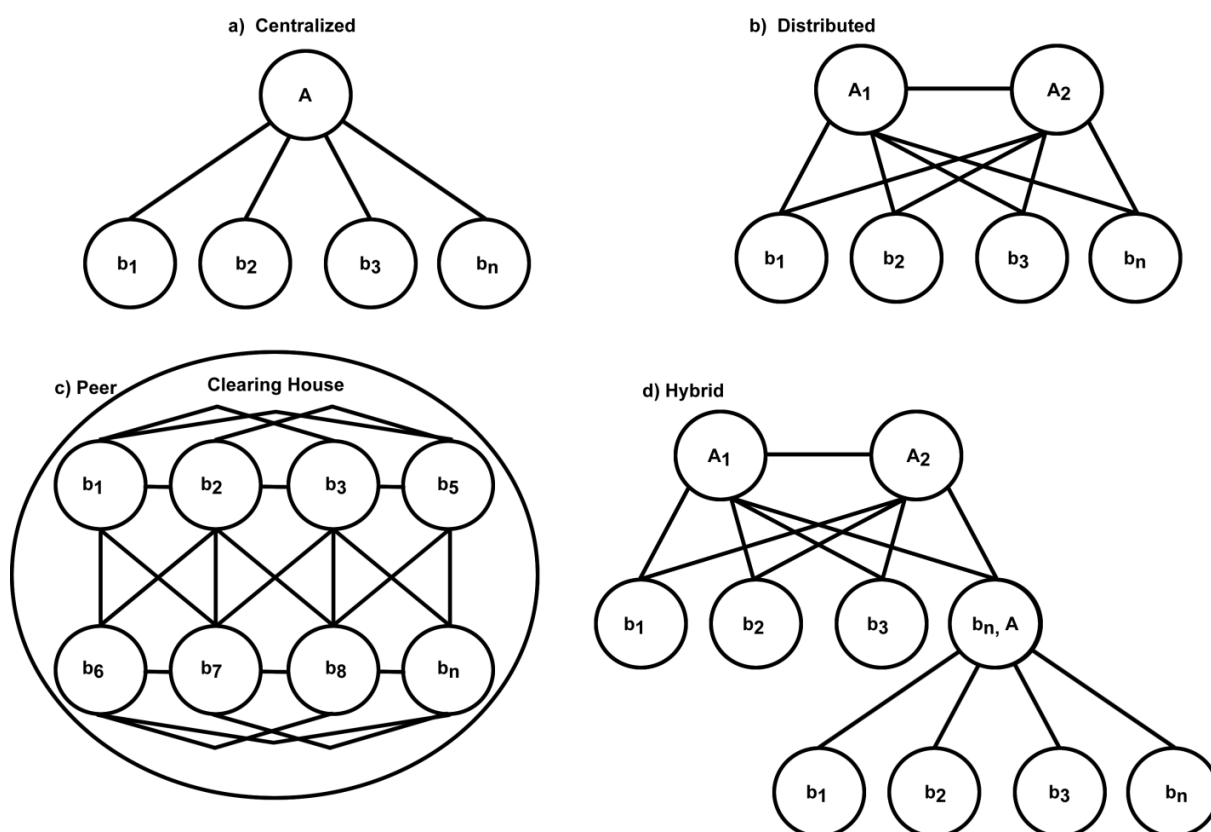 a) Centralized
b) Distributed
A
A1
A2
b1 b2 b3 bn
b1 b2 b3 bn
c) Peer
Clearing House
d) Hybrid
b1 b2 b3 b5
A1
A2
b6 b7 b8 bn
b1 b2 b3 bn, A
b1 b2 b3 bn